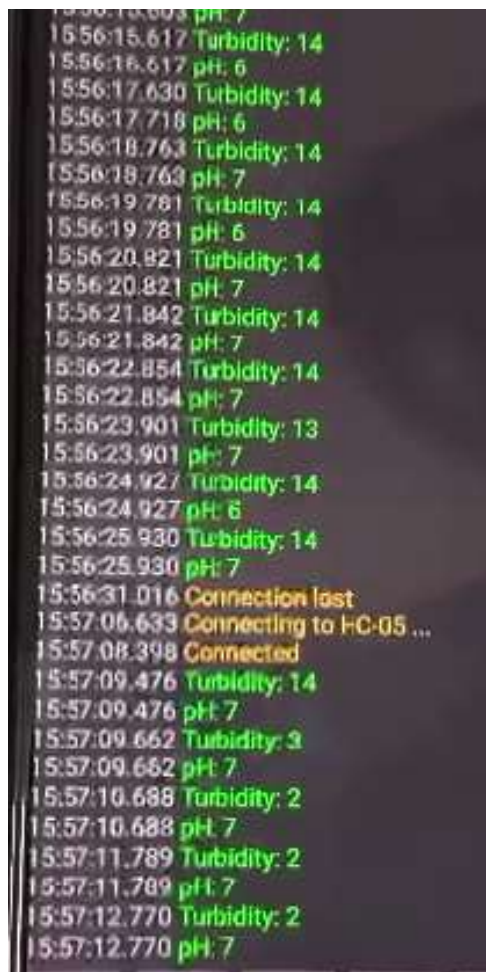 15:56:15.603 pH: 7
15:56:15.617 Turbidity: 14
15:56:16.617 pH: 6
15:56:17.630 Turbidity: 14
15:56:17.718 pH: 6
15:56:18.763 Turbidity: 14
15:56:18.763 pH: 7
15:56:19.781 Turbidity: 14
15:56:19.781 pH: 6
15:56:20.821 Turbidity: 14
15:56:20.821 pH: 7
15:56:21.842 Turbidity: 14
15:56:21.842 pH: 7
15:56:22.854 Turbidity: 14
15:56:22.854 pH: 7
15:56:23.901 Turbidity: 13
15:56:23.901 pH: 7
15:56:24.927 Turbidity: 14
15:56:24.927 pH: 6
15:56:25.930 Turbidity: 14
15:56:25.930 pH: 7
15:56:31.016 Connection lost
15:57:06.633 Connecting to HC-05 ...
15:57:08.398 Connected
15:57:09.476 Turbidity: 14
15:57:09.476 pH: 7
15:57:09.662 Turbidity: 3
15:57:09.662 pH: 7
15:57:10.688 Turbidity: 2
15:57:10.688 pH: 7
15:57:11.789 Turbidity: 2
15:57:11.789 pH: 7
15:57:12.770 Turbidity: 2
15:57:12.770 pH: 7